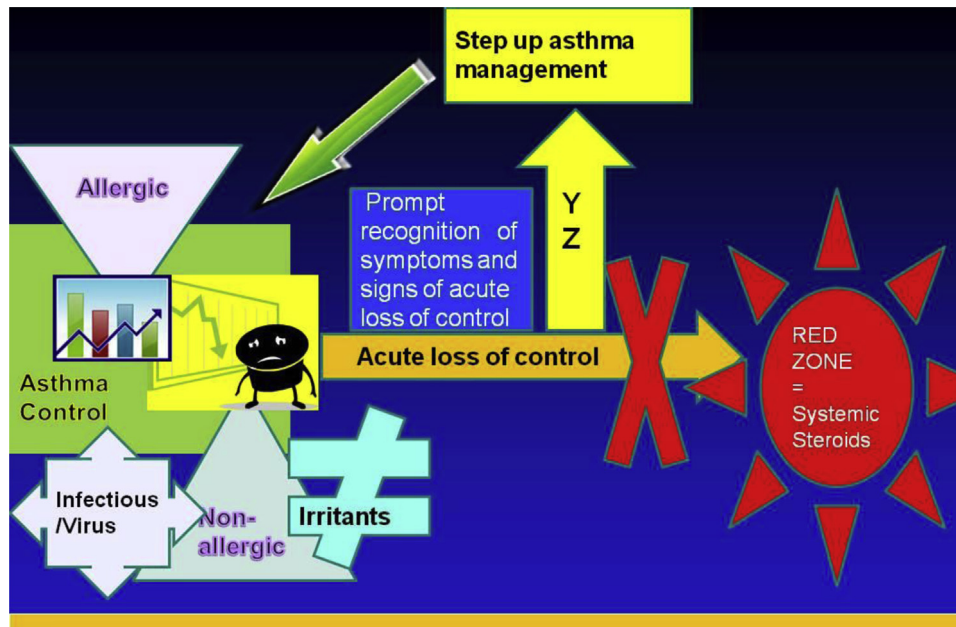 Step up asthma
management
Allergic
Prompt
recognition of
symptoms and
signs of acute
loss of control
Y
Z
Acute loss of control
RED
ZONE
=
Systemic
Steroids
Asthma
Control
Infectious
/Virus
Non-
allergic
Irritants